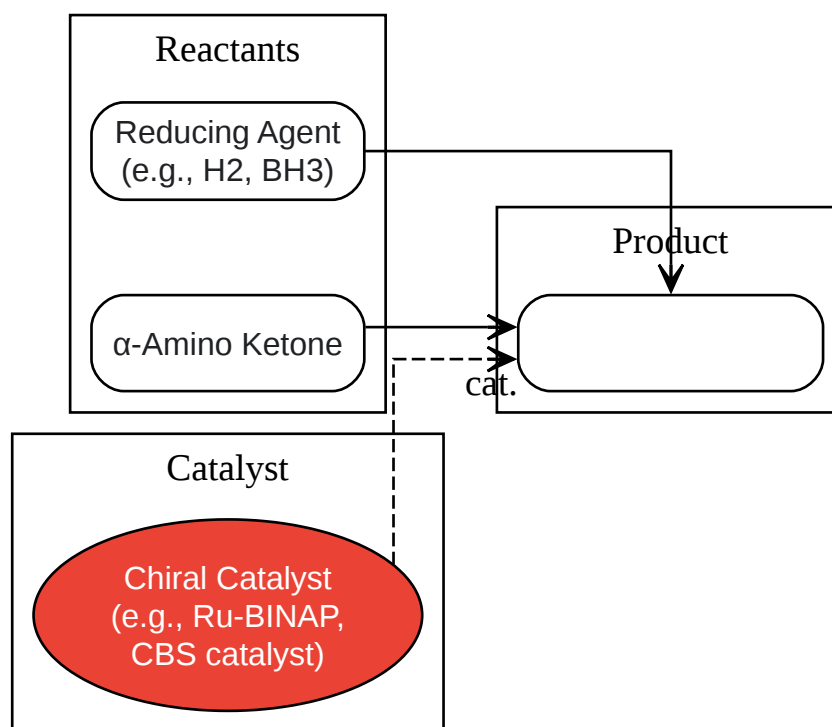 Reactants
Reducing Agent
(e.g., H2, BH3)
α-Amino Ketone
Product
cat.
Catalyst
Chiral Catalyst
(e.g., Ru-BINAP,
CBS catalyst)